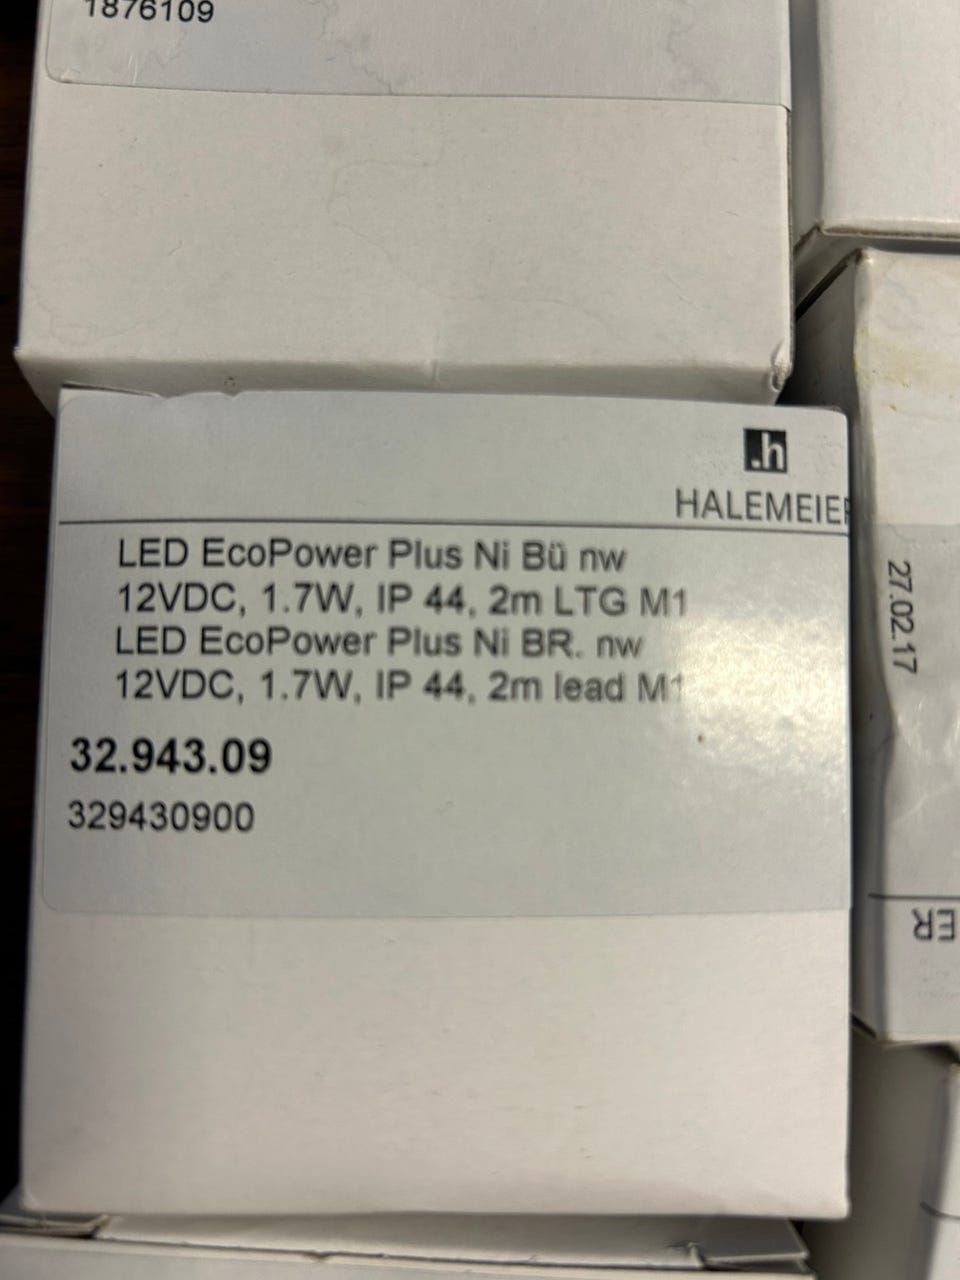 1876109
.h
HALEMEIER
LED EcoPower Plus Ni Bü nw
12VDC, 1.7W, IP 44, 2m LTG M1
LED EcoPower Plus Ni BR. nw
12VDC, 1.7W, IP 44, 2m lead M1
32.943.09
329430900
27.02.17
ER